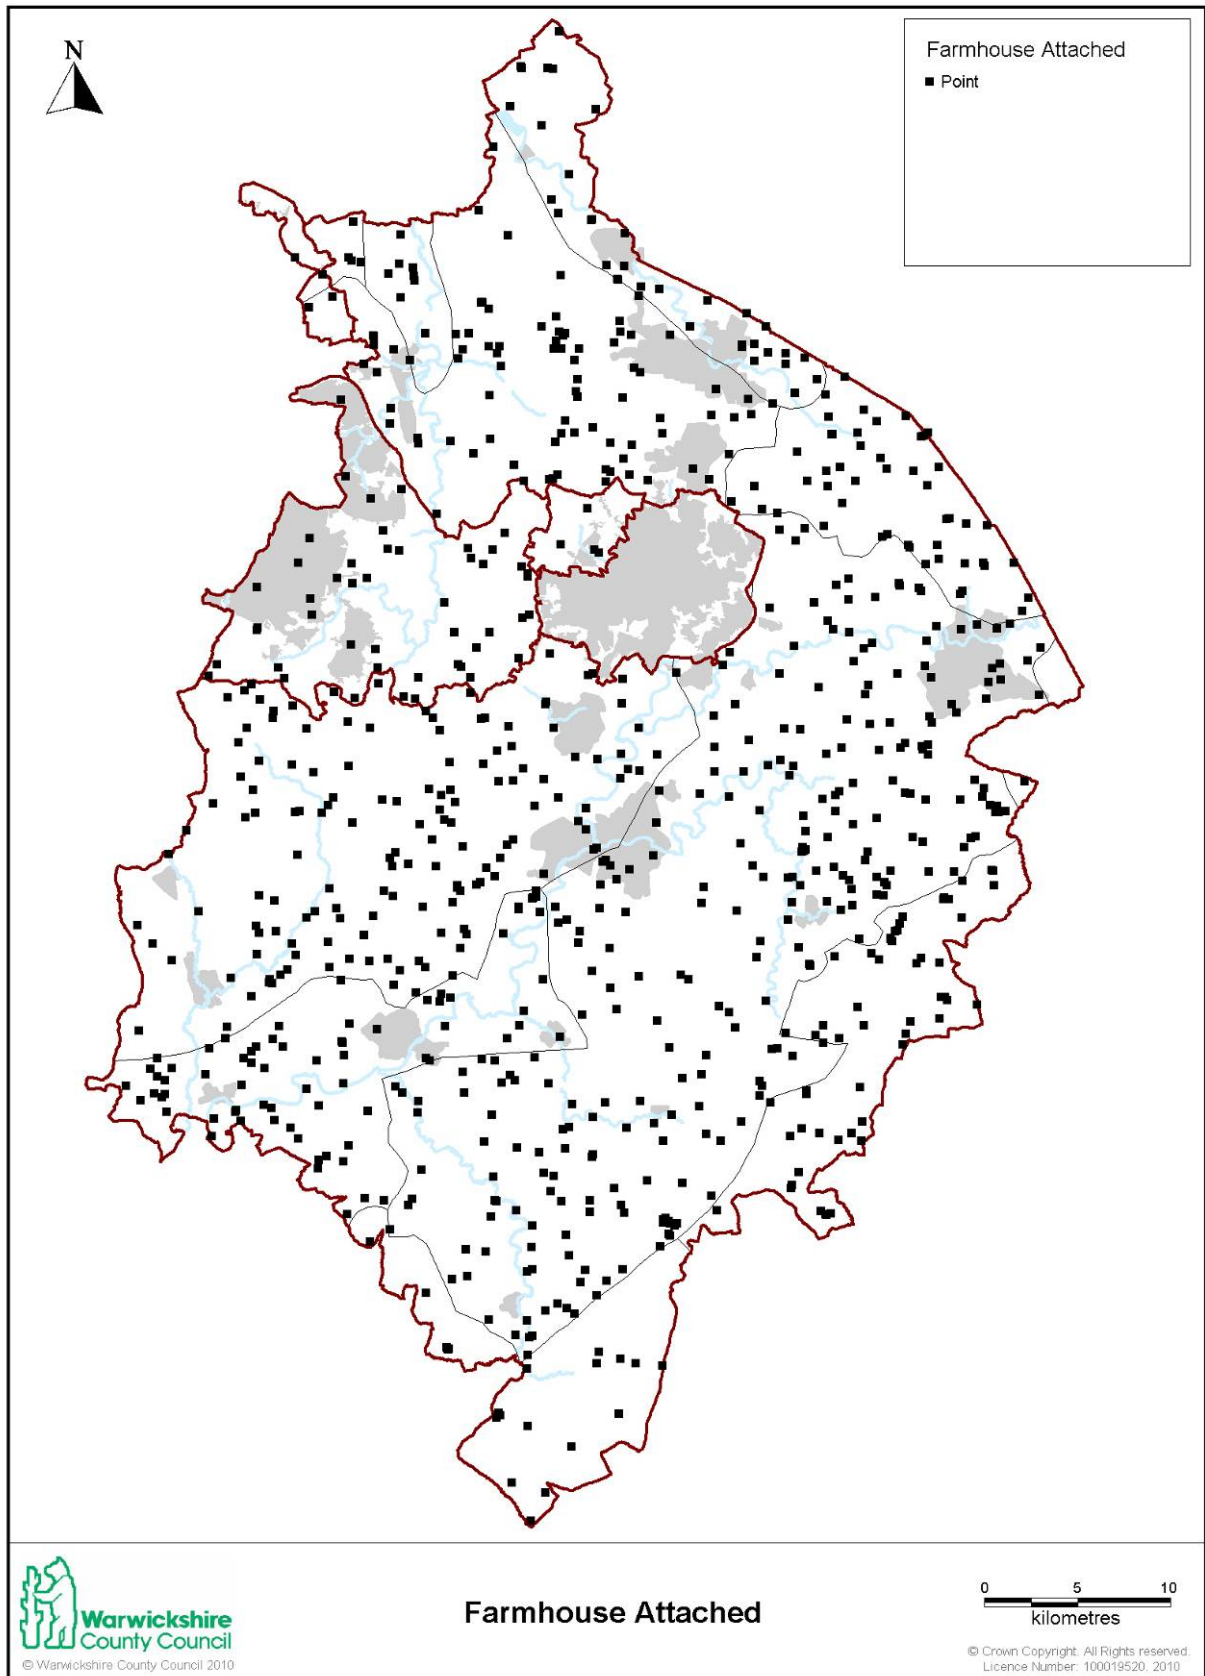 N
Farmhouse Attached
Point
Warwickshire
County Council
© Warwickshire County Council 2010
Farmhouse Attached
0 5 10
kilometres
© Crown Copyright. All Rights reserved.
Licence Number: 100019520, 2010